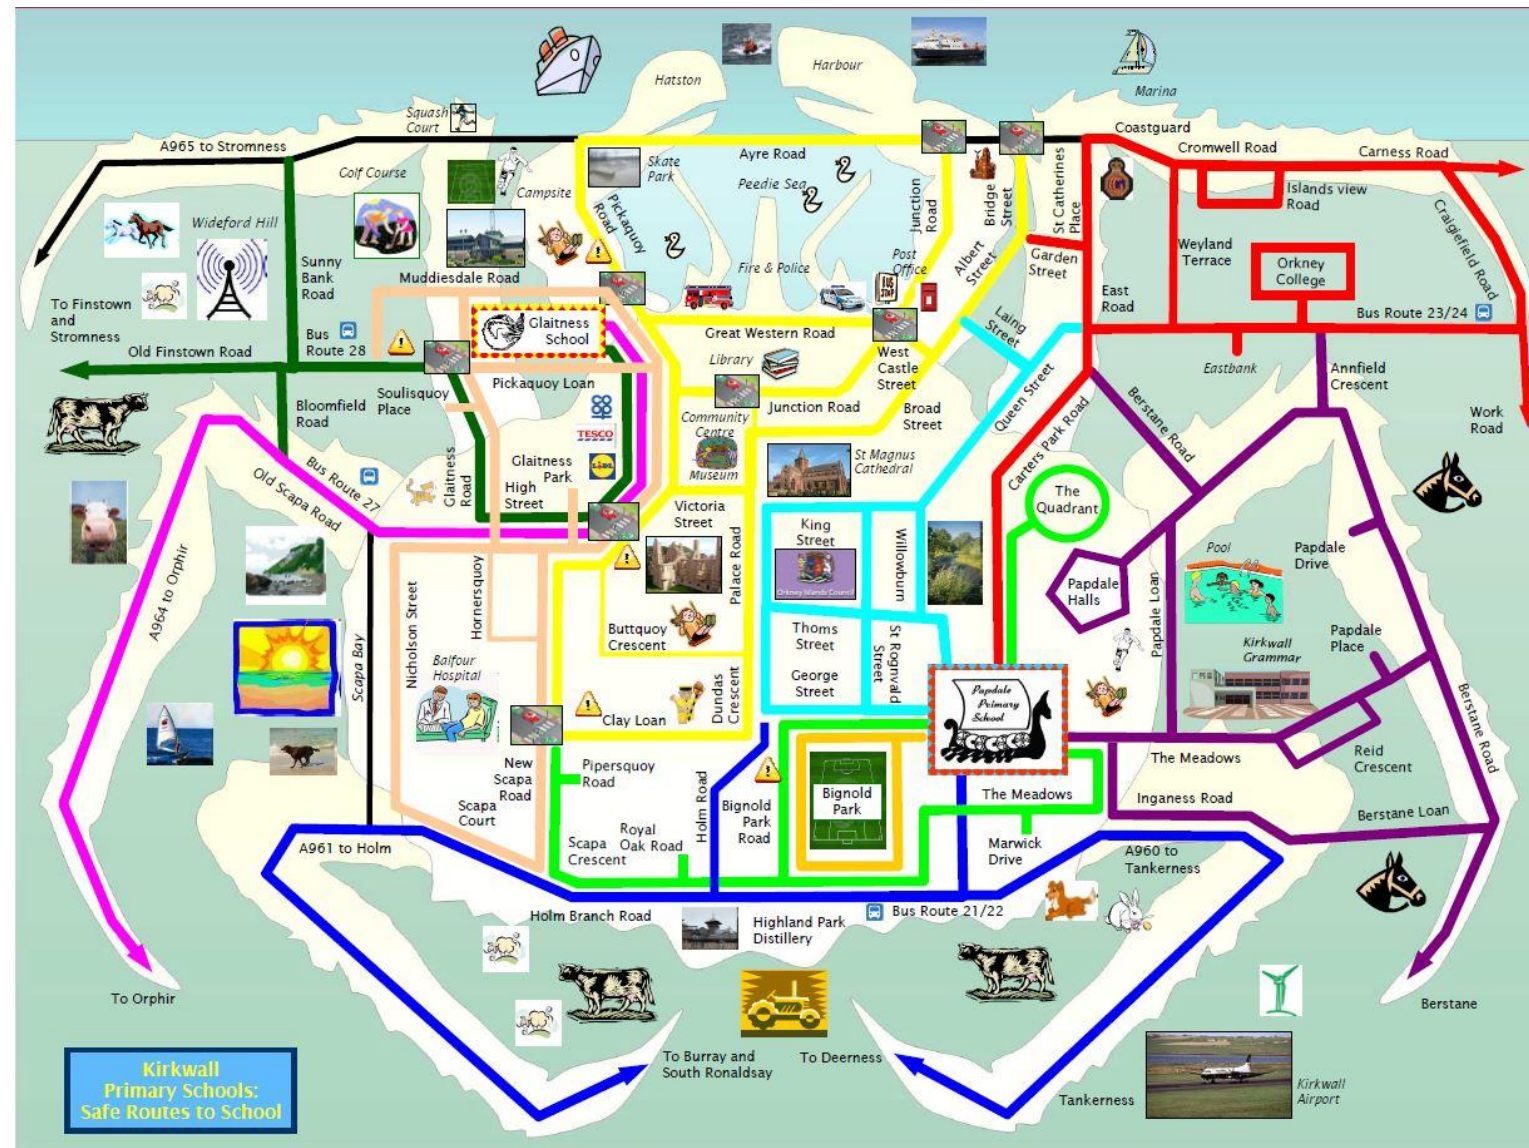 Hatston
Harbour
Marina
Squash
Court
A965 to Stromness
Coastguard
Cromwell Road
Carness Road
Golf Course
Campsite
Skate
Park
Ayre Road
Peedie Sea
Pickaquoy
Road
Junction
Road
Bridge
Street
St Catherines
Place
Islands view
Road
Craigiefield Road
Wideford Hill
Sunny
Bank
Road
Muddiesdale Road
Fire & Police
Post
Office
BUS
STOP
Albert
Street
Garden
Street
Weyland
Terrace
Orkney
College
East
Road
To Finstown
and
Stromness
Bus
Route 28
Glaitness
School
Great Western Road
Laing
Street
Bus Route 23/24
Old Finstown Road
Library
West
Castle
Street
Eastbank
Annfield
Crescent
Soulisquoy
Place
Pickaquoy Loan
Bloomfield
Road
Junction Road
Broad
Street
Queen Street
Carters Park Road
Berstane Road
Work
Road
TESCO
LIDL
Community
Centre
Museum
St Magnus
Cathedral
Glaitness
Park
Bus Route 27
Old Scapa Road
Glaitness
Road
High
Street
Victoria
Street
Palace Road
King
Street
Orkney Islands Council
Willowburn
The
Quadrant
Pool
Papdale
Drive
A964 to Orphir
Scapa Bay
Nicholson Street
Hornersquoy
Papdale
Halls
Papdale Loan
Buttquoy
Crescent
Thoms
Street
St Rognvald
Street
Kirkwall
Grammar
Papdale
Place
Balfour
Hospital
George
Street
Papdale
Primary
School
Clay Loan
Dundas
Crescent
Berstane Road
New
Scapa
Road
Pipersquoy
Road
The Meadows
Reid
Crescent
Scapa
Court
Holm Road
Bignold
Park
Road
Bignold
Park
The Meadows
Inganess Road
Berstane Loan
A961 to Holm
Scapa
Crescent
Royal
Oak Road
Marwick
Drive
A960 to
Tankerness
Holm Branch Road
Highland Park
Distillery
Bus Route 21/22
To Orphir
Berstane
To Burray and
South Ronaldsay
To Deerness
Tankerness
Kirkwall
Airport
Kirkwall
Primary Schools:
Safe Routes to School